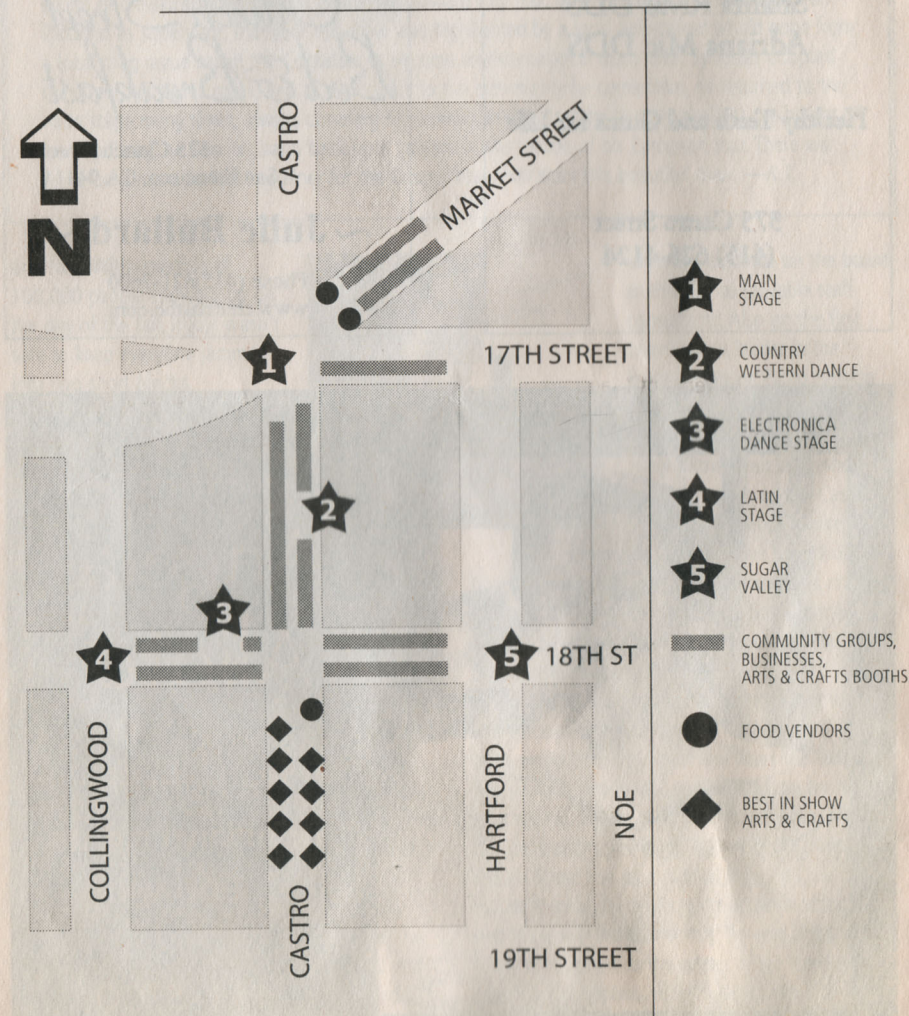 CASTRO
MARKET STREET
N
1
17TH STREET
2
3
4
5
18TH ST
COLLINGWOOD
HARTFORD
NOE
CASTRO
19TH STREET
1 MAIN
STAGE
2 COUNTRY
WESTERN DANCE
3 ELECTRONICA
DANCE STAGE
4 LATIN
STAGE
5 SUGAR
VALLEY
COMMUNITY GROUPS,
BUSINESSES,
ARTS & CRAFTS BOOTHS
FOOD VENDORS
BEST IN SHOW
ARTS & CRAFTS